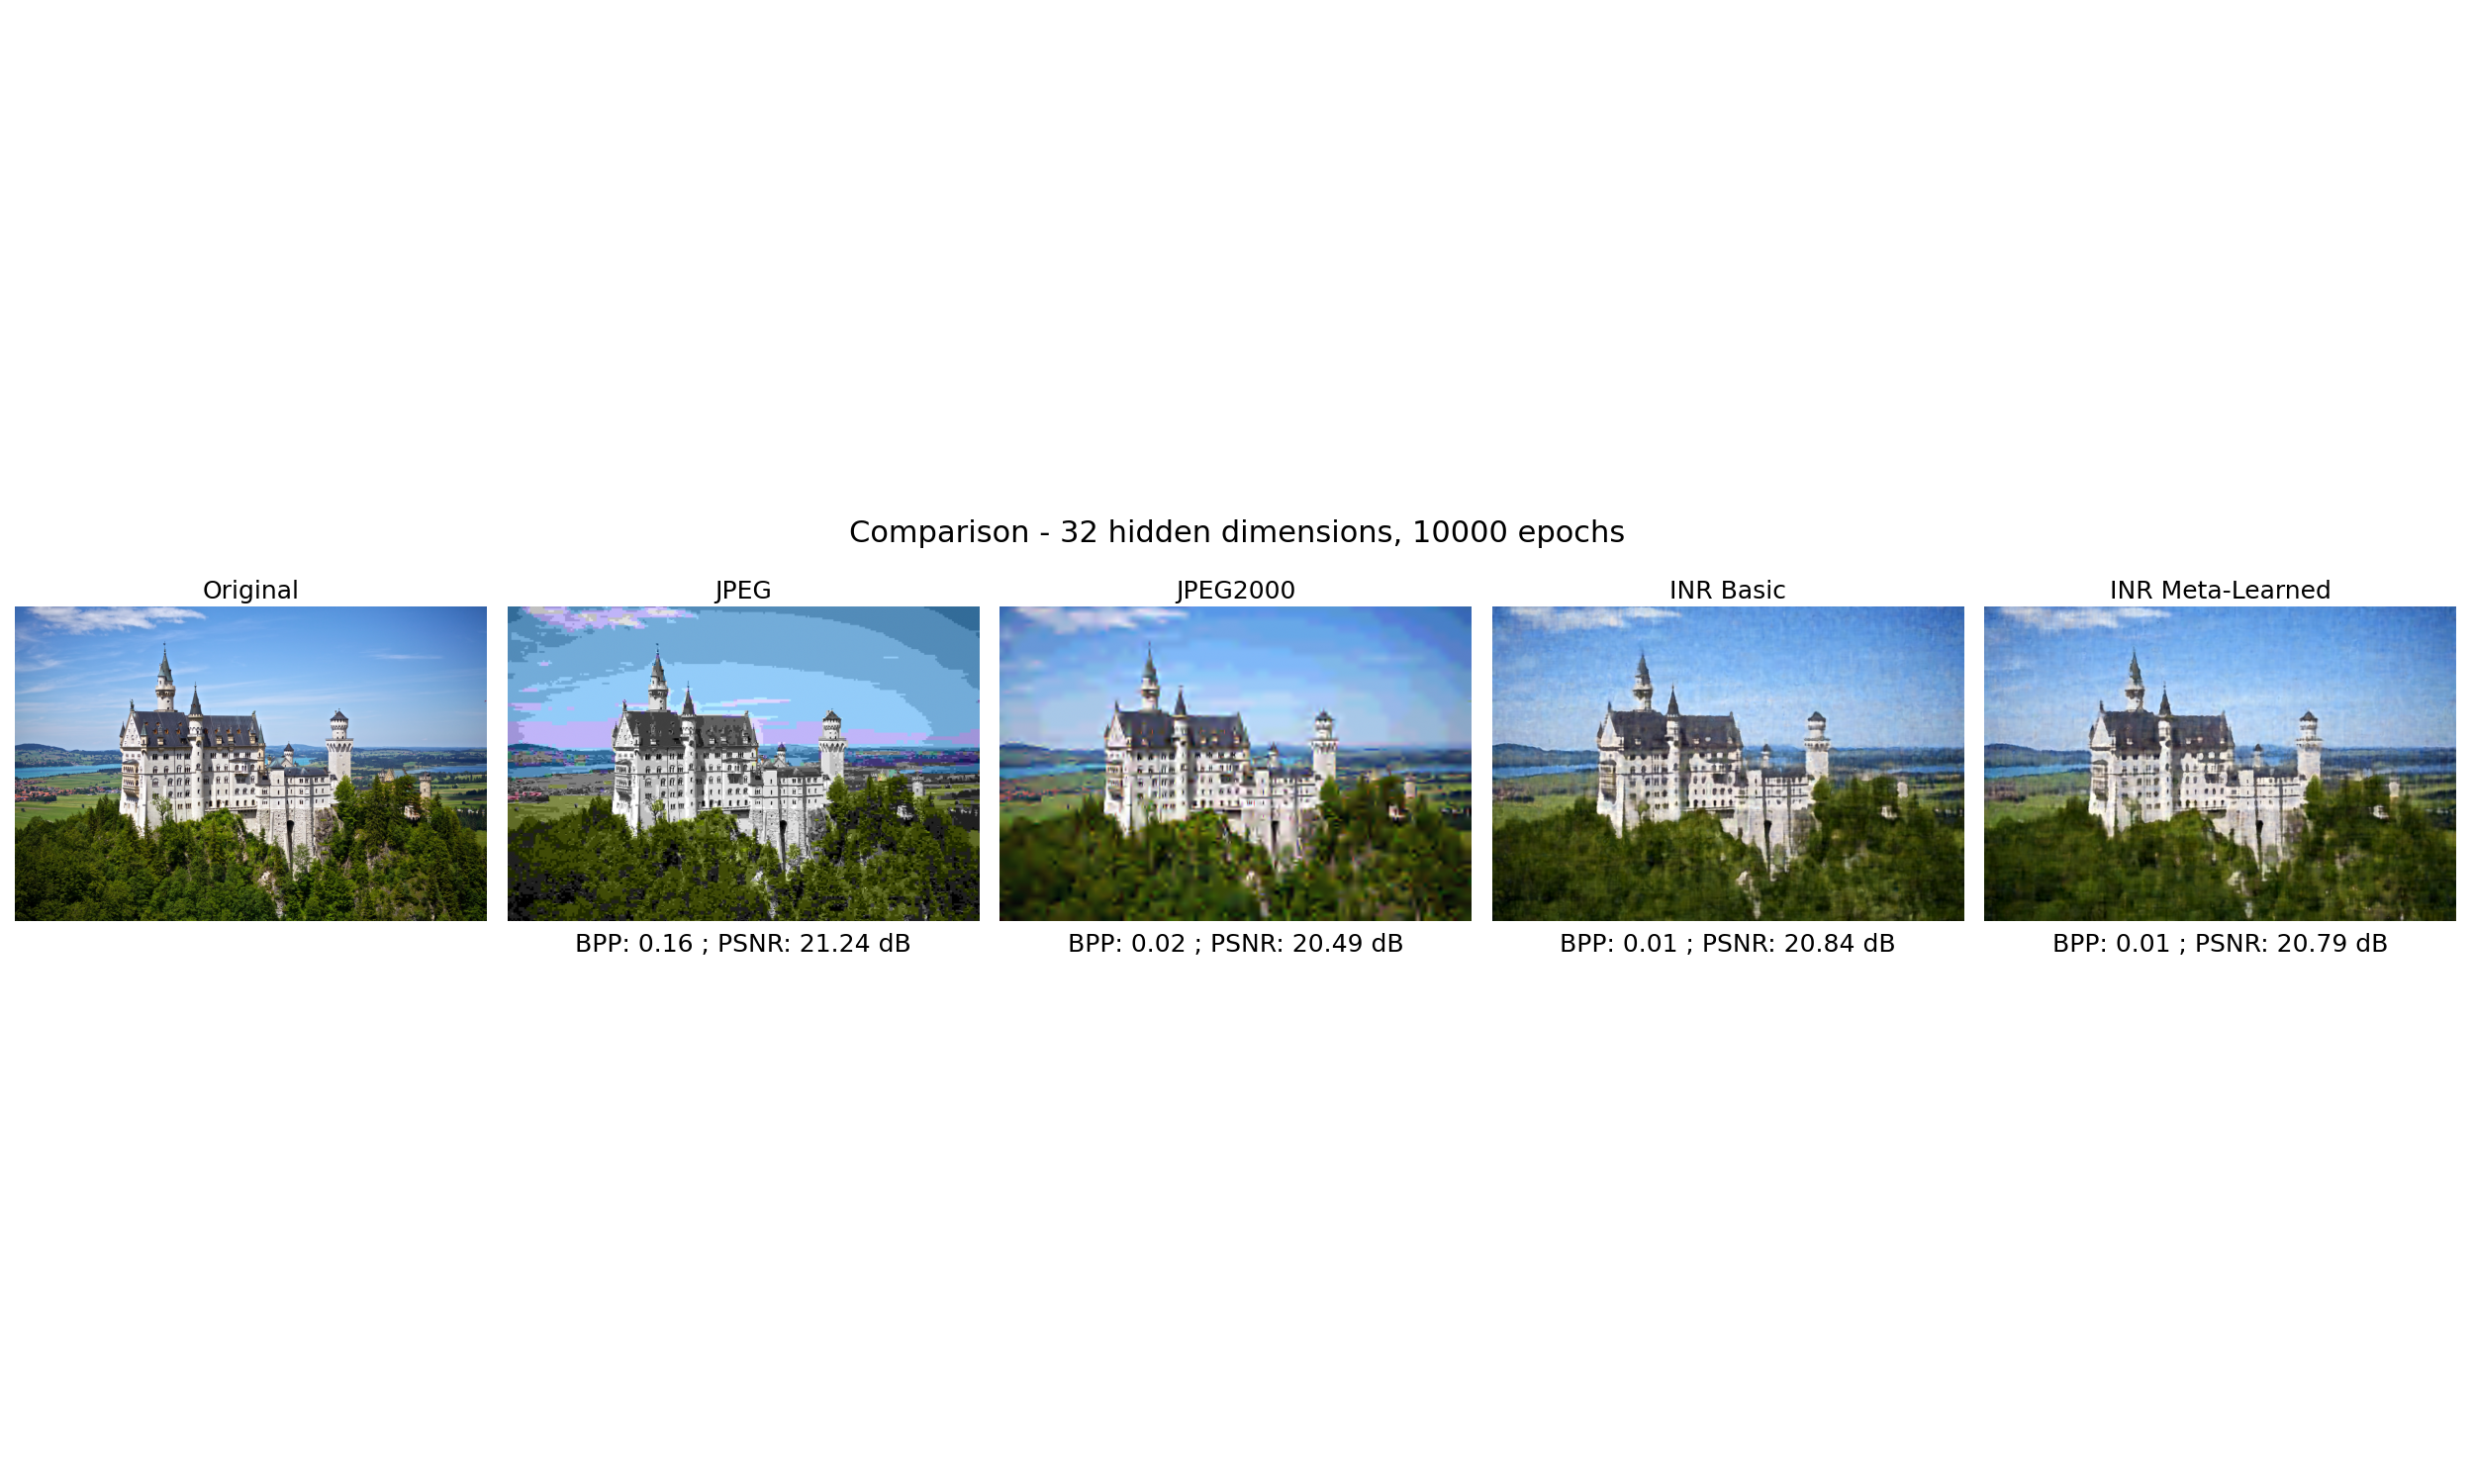 Comparison - 32 hidden dimensions, 10000 epochs
Original
JPEG
JPEG2000
INR Basic
INR Meta-Learned
BPP: 0.16 ; PSNR: 21.24 dB
BPP: 0.02 ; PSNR: 20.49 dB
BPP: 0.01 ; PSNR: 20.84 dB
BPP: 0.01 ; PSNR: 20.79 dB